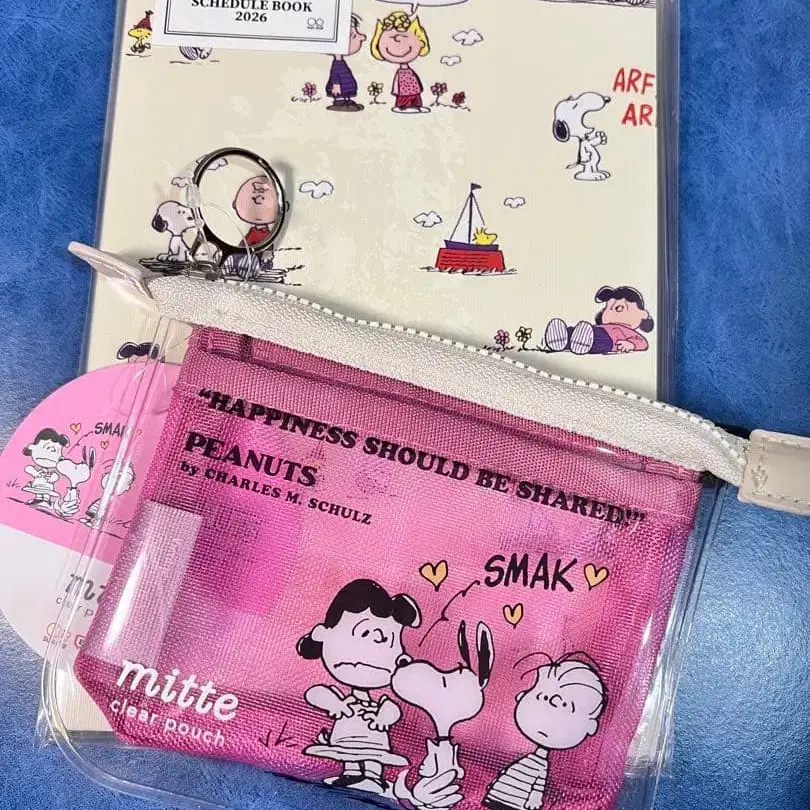 SCHEDULE BOOK
2026
ARF
AR
"HAPPINESS SHOULD BE SHARED!"
PEANUTS
by CHARLES M. SCHULZ
SMAK
SMAK
mitte
clear pouch